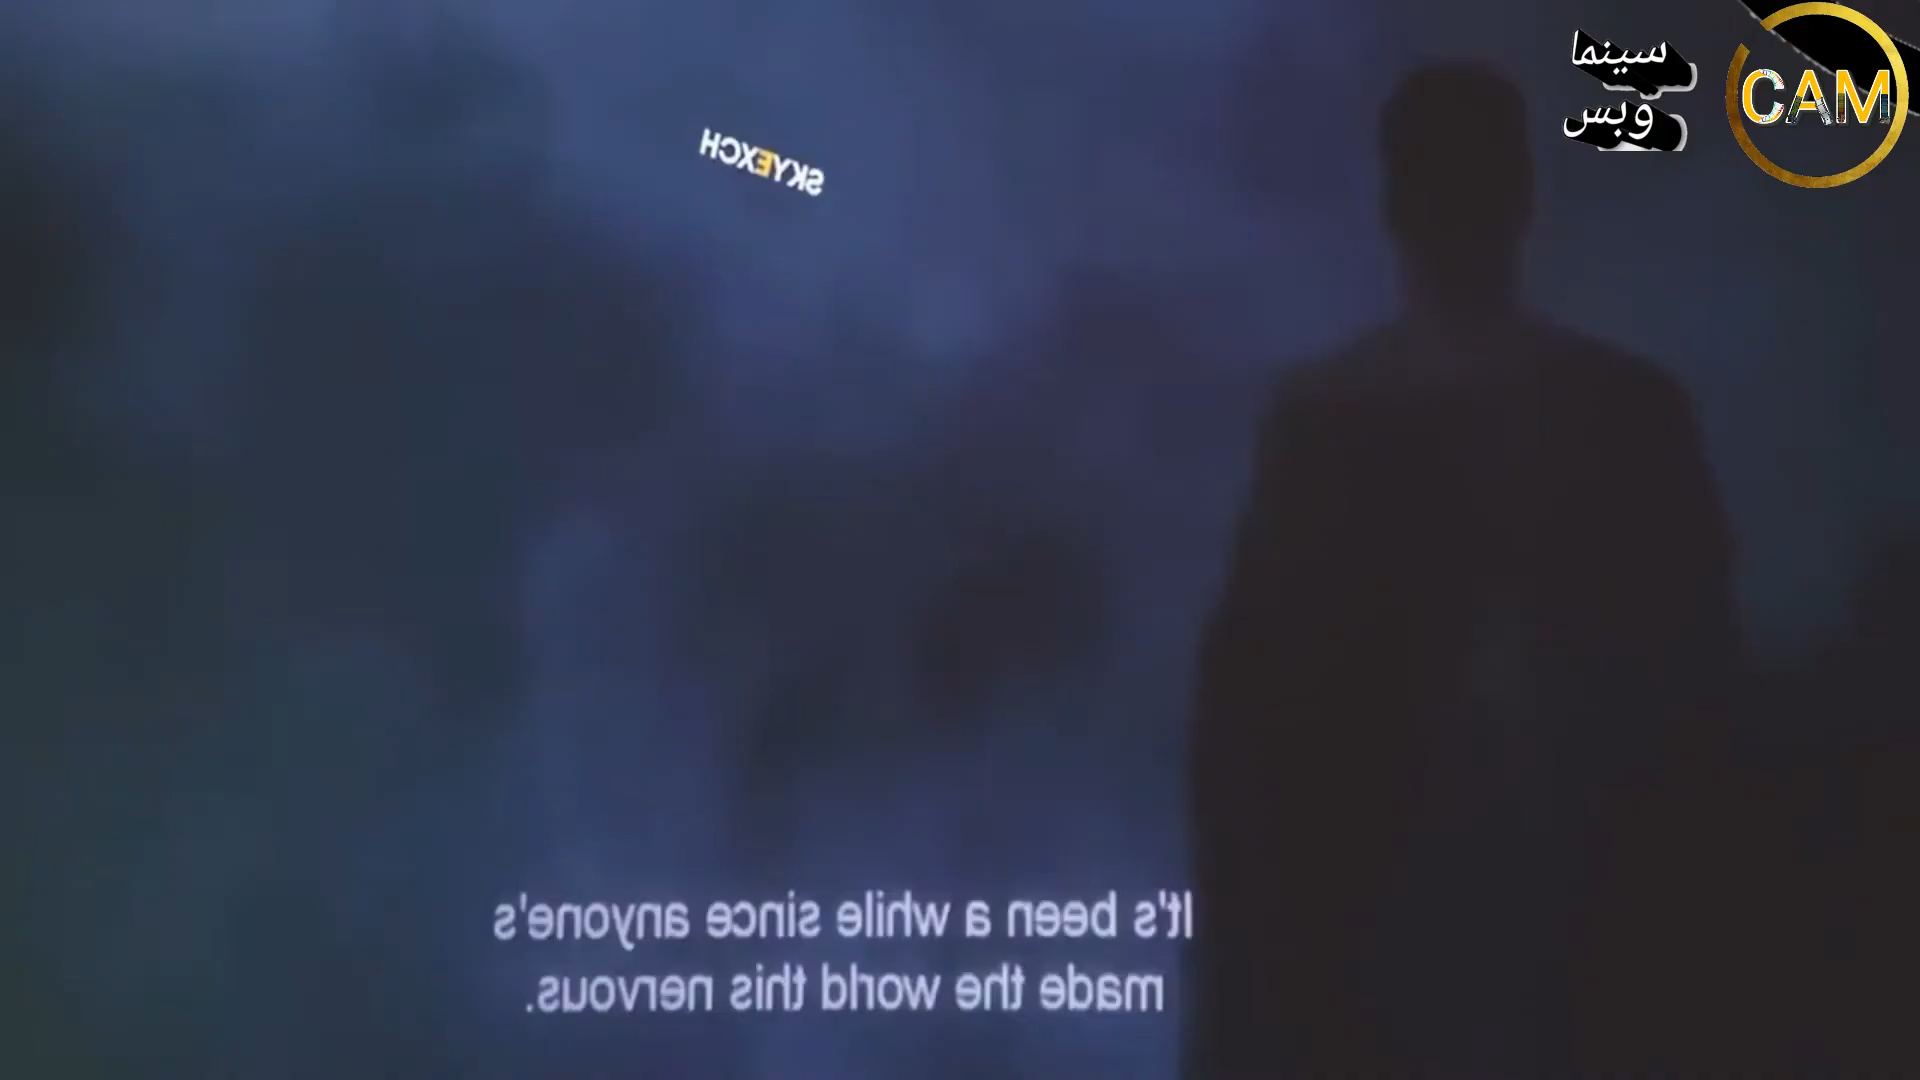 سينما
وبس
CAM
SKYEXCH
It's been a while since anyone's
made the world this nervous.